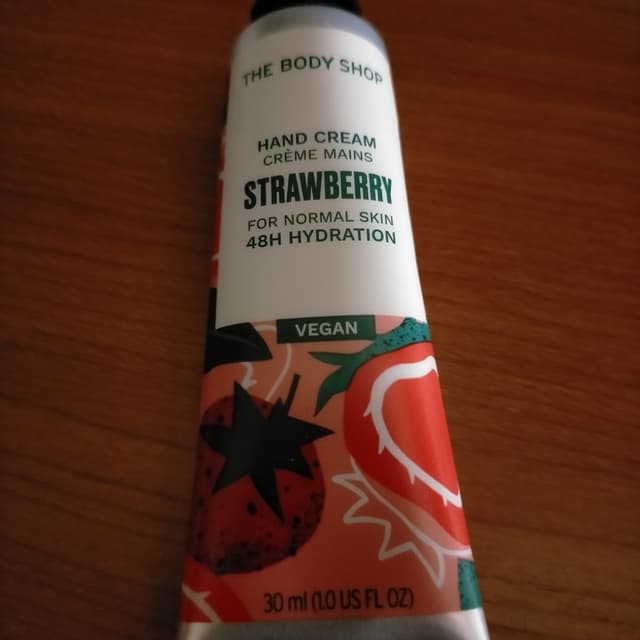 THE BODY SHOP
HAND CREAM
CRÈME MAINS
STRAWBERRY
FOR NORMAL SKIN
48H HYDRATION
VEGAN
30 ml (1.0 US FL OZ)